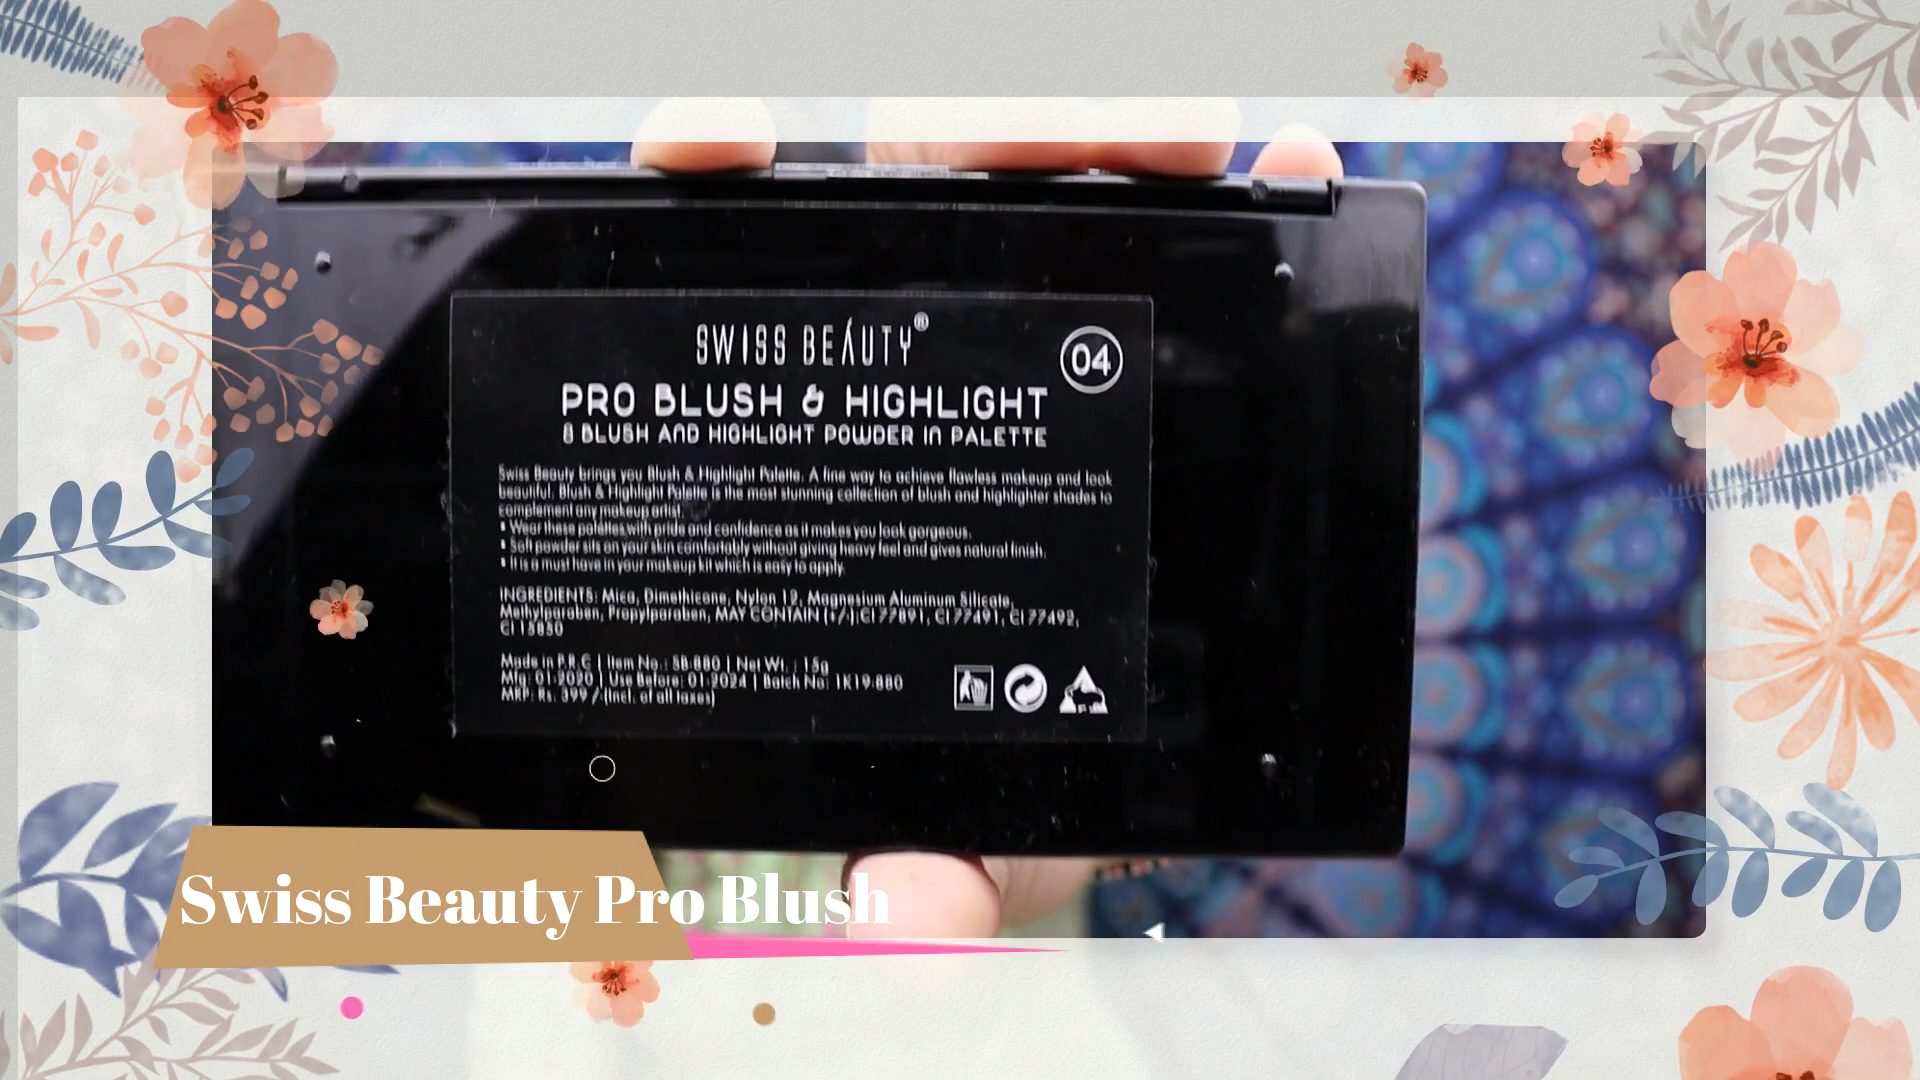 SWISS BEÁUTY®
04
PRO BLUSH & HIGHLIGHT
8 BLUSH AND HIGHLIGHT POWDER IN PALETTE
Swiss Beauty brings you Blush & Highlight Palette. A fine way to achieve flawless makeup and look
beautiful. Blush & Highlight Palette is the most stunning collection of blush and highlighter shades to
complement any makeup artist.
• Wear these palettes with pride and confidence as it makes you look gorgeous.
• Soft powder sits on your skin comfortably without giving heavy feel and gives natural finish.
• It is a must have in your makeup kit which is easy to apply.
INGREDIENTS: Mica, Dimethicone, Nylon 12, Magnesium Aluminum Silicate,
Methylparaben, Propylparaben, MAY CONTAIN (+/-) CI 77891, CI 77491, CI 77492,
CI 15850
Made in P.R.C | Item No.: SB-880 | Net Wt. : 15g
Mfg: 01-2020 | Use Before: 01-2024 | Batch No: 1K19-880
MRP: Rs. 399/-(Incl. of all taxes)
Swiss Beauty Pro Blush